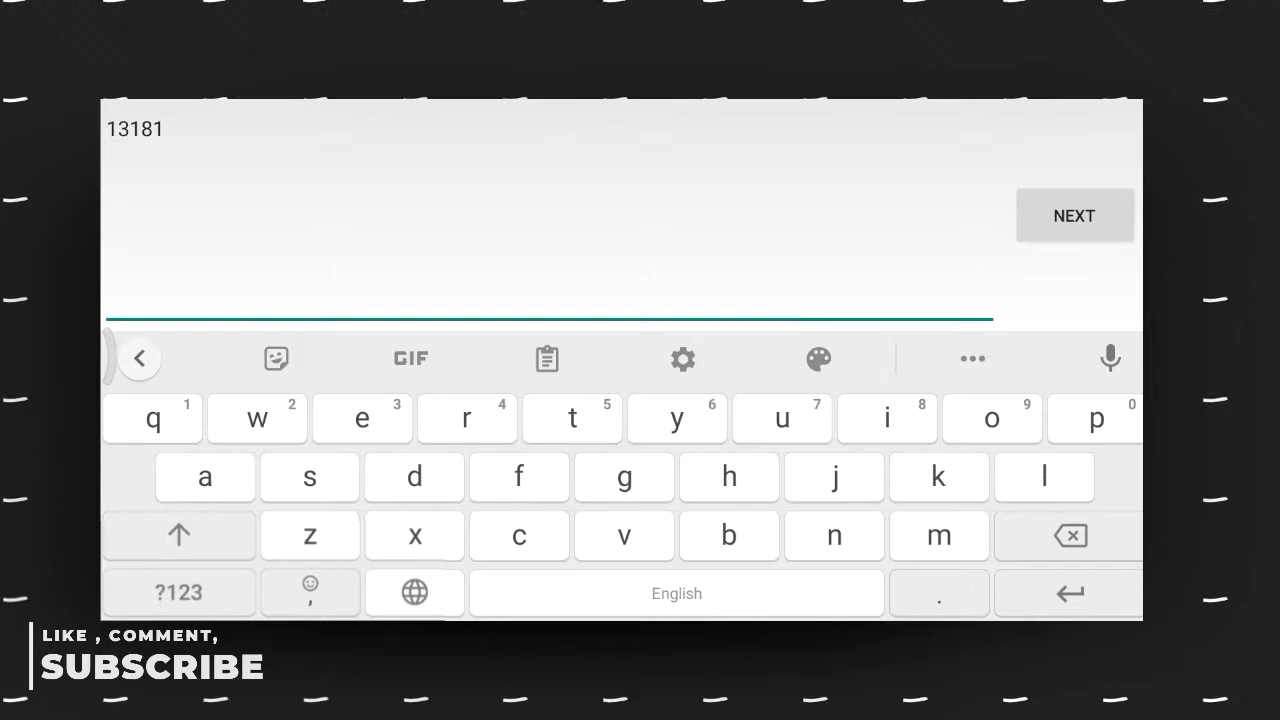 13181
NEXT
GIF
q 1 w 2 e 3 r 4 t 5 y 6 u 7 i 8 o 9 p 0
a s d f g h j k l
z x c v b n m
?123 , English .
LIKE , COMMENT,
SUBSCRIBE